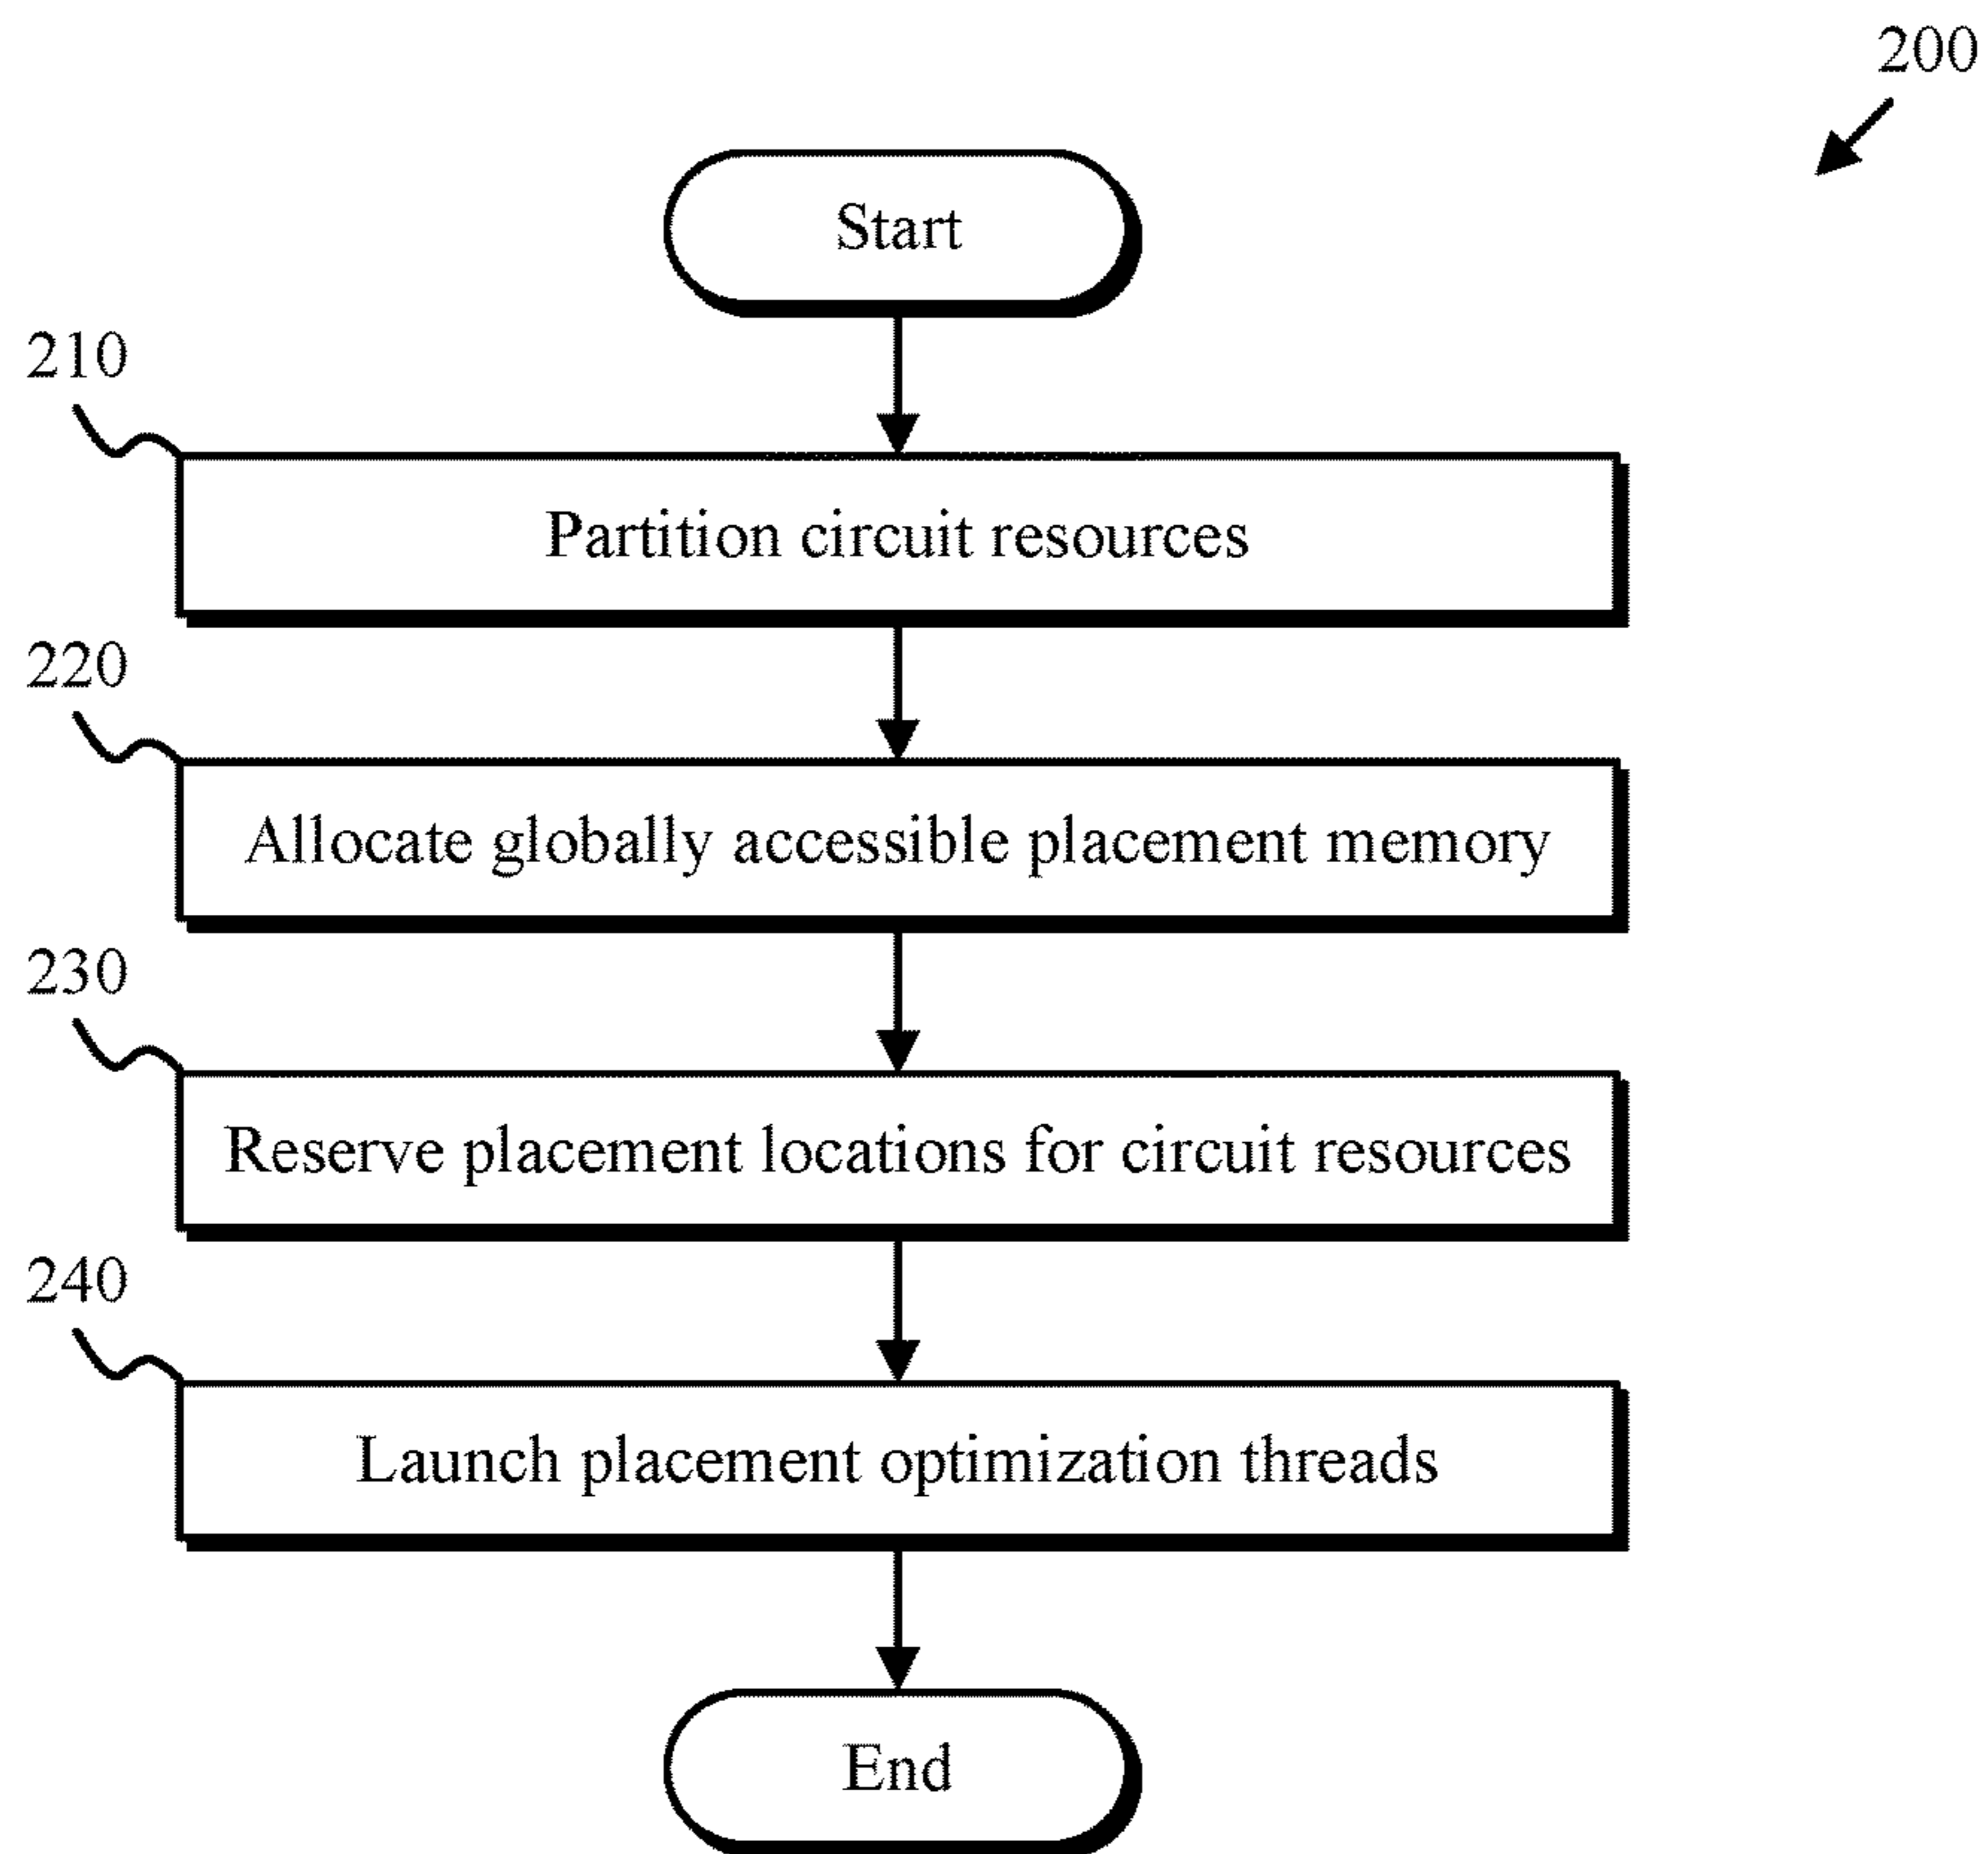 200
Start
210
Partition circuit resources
220
Allocate globally accessible placement memory
230
Reserve placement locations for circuit resources
240
Launch placement optimization threads
End